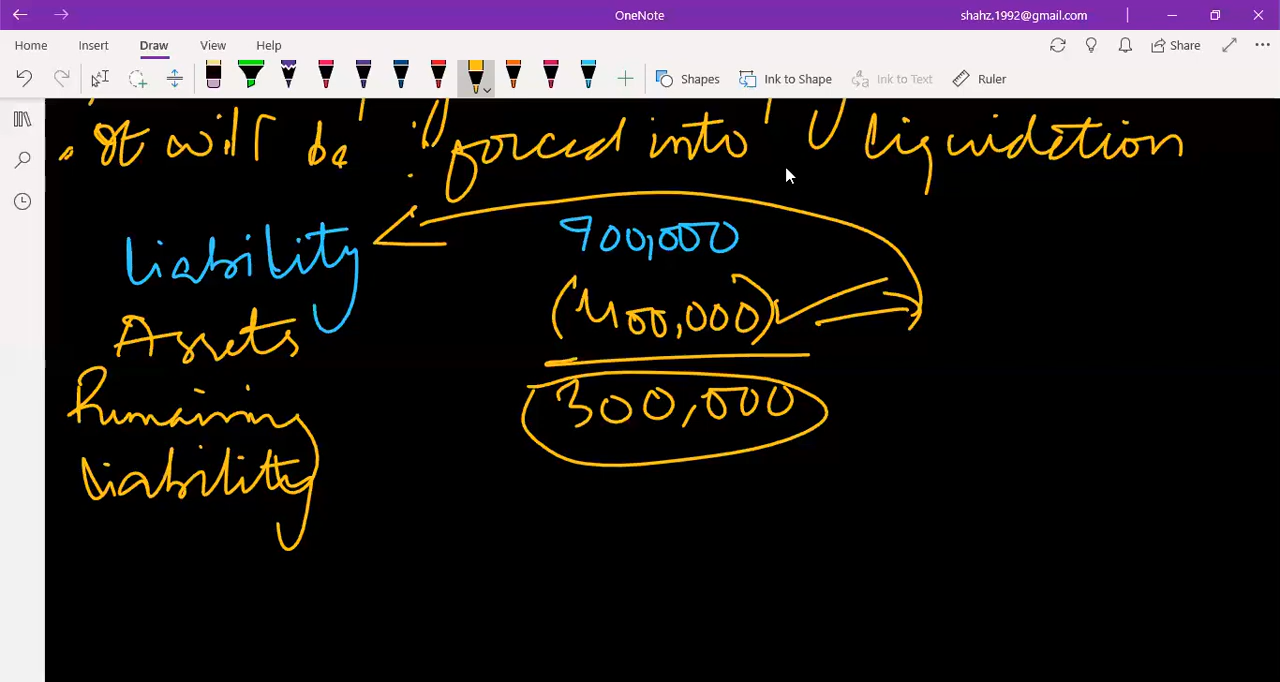 OneNote
shahz.1992@gmail.com
Home Insert Draw View Help
Share
Shapes Ink to Shape Ink to Text Ruler
It will be "forced into" liquidation
Liability 700,000
Assets (400,000)
Remaining 300,000
Liability